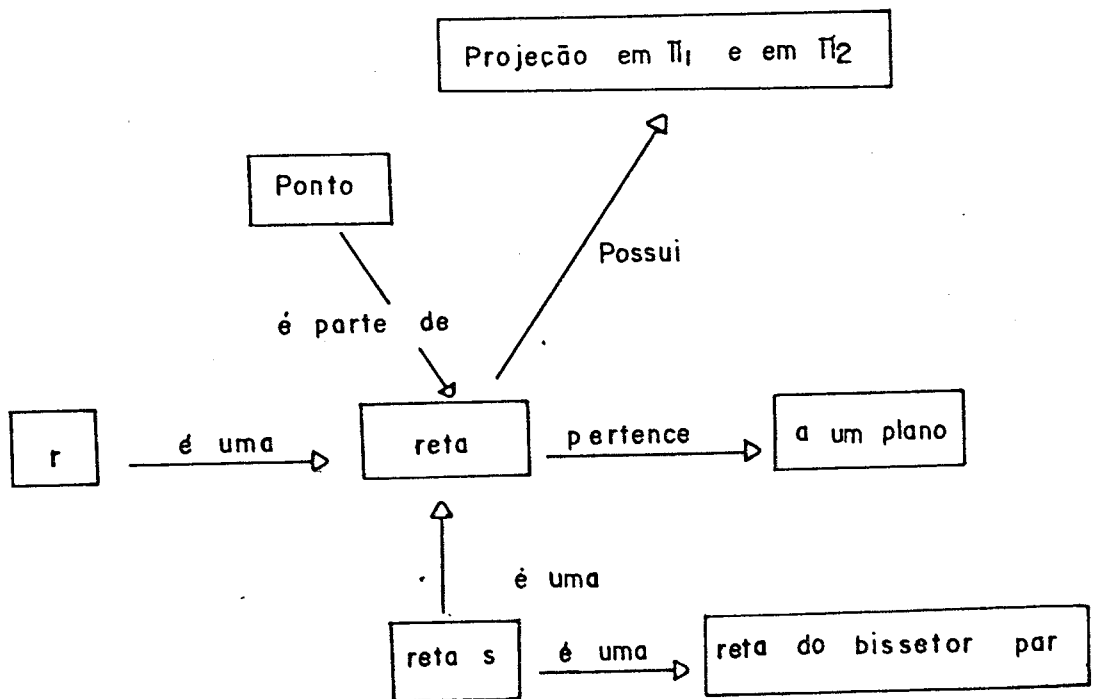 Projeção em Π1 e em Π2
Ponto
Possui
é parte de
r
é uma
reta
pertence
a um plano
é uma
reta s
é uma
reta do bissetor par